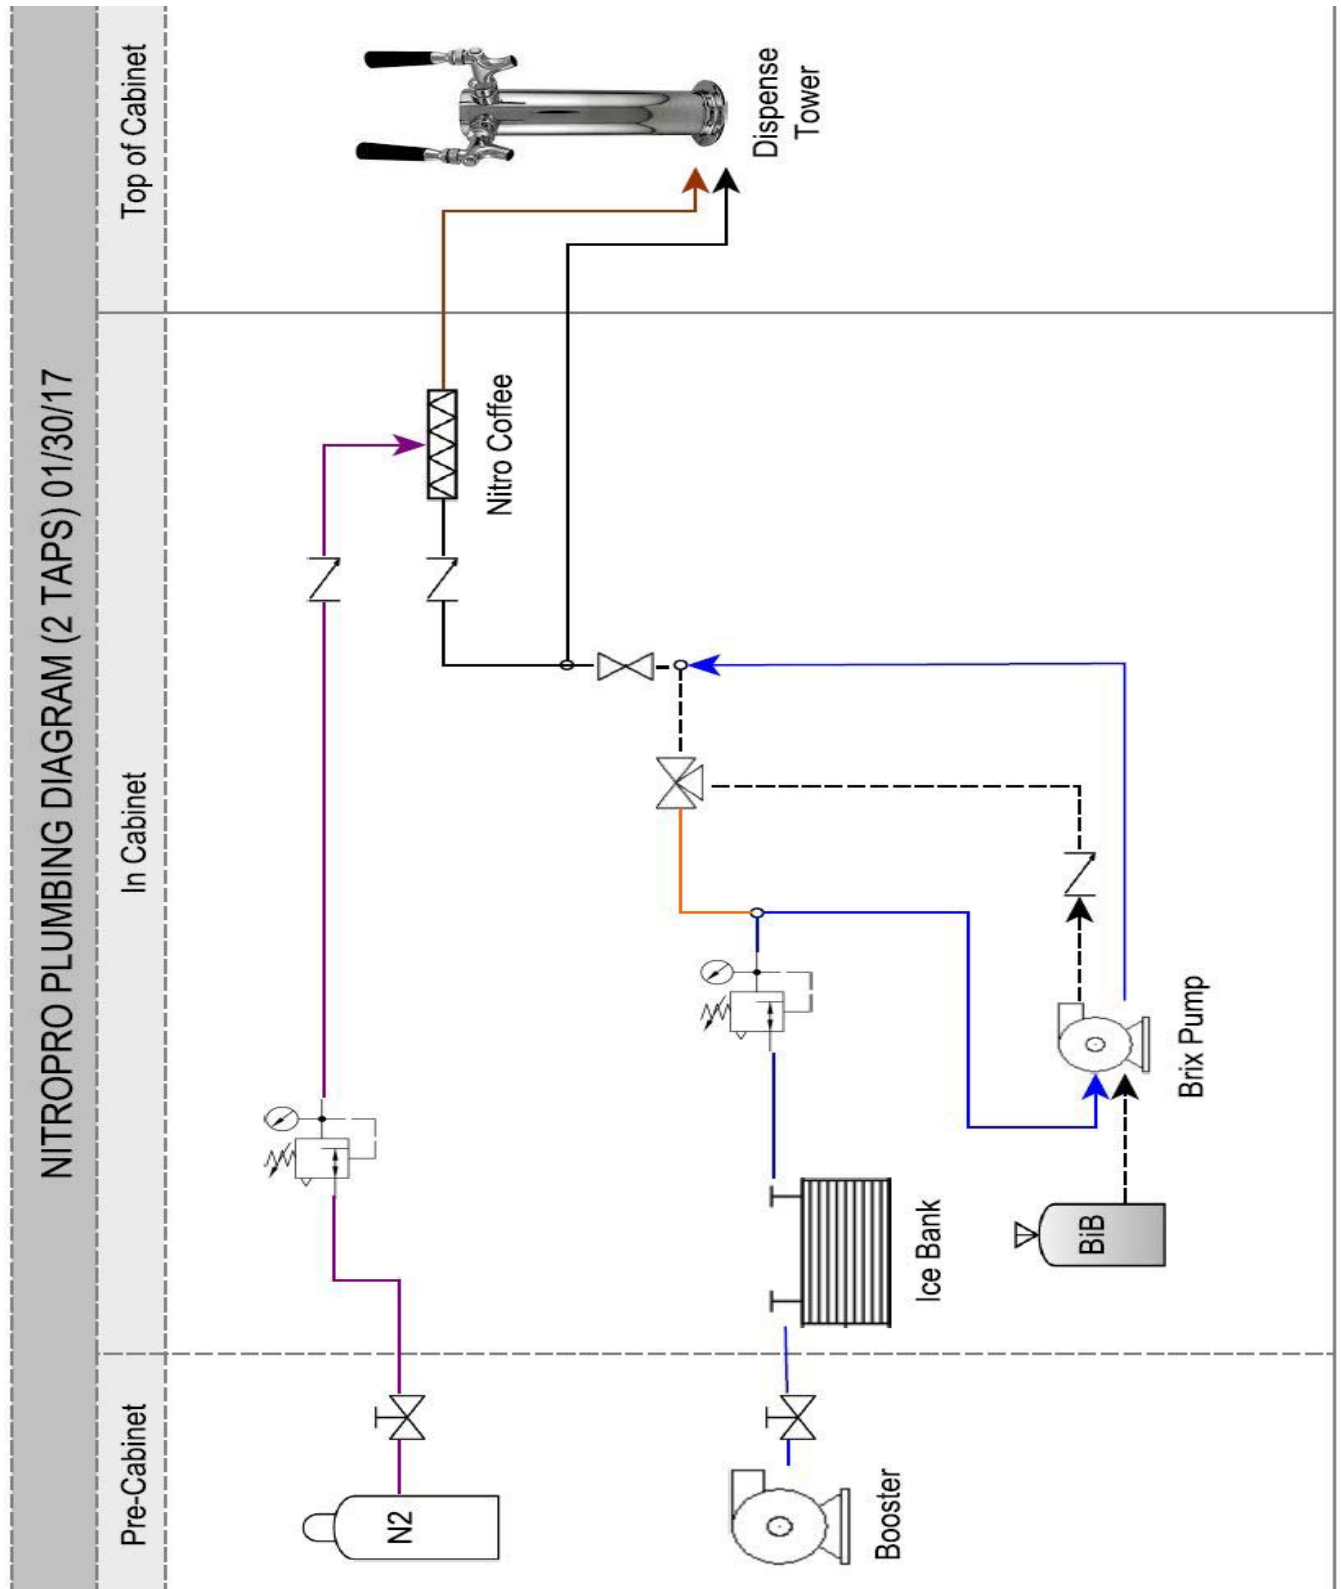 NITROPRO PLUMBING DIAGRAM (2 TAPS) 01/30/17
Pre-Cabinet
In Cabinet
Top of Cabinet
N2
Nitro Coffee
Dispense
Tower
Booster
Ice Bank
BiB
Brix Pump